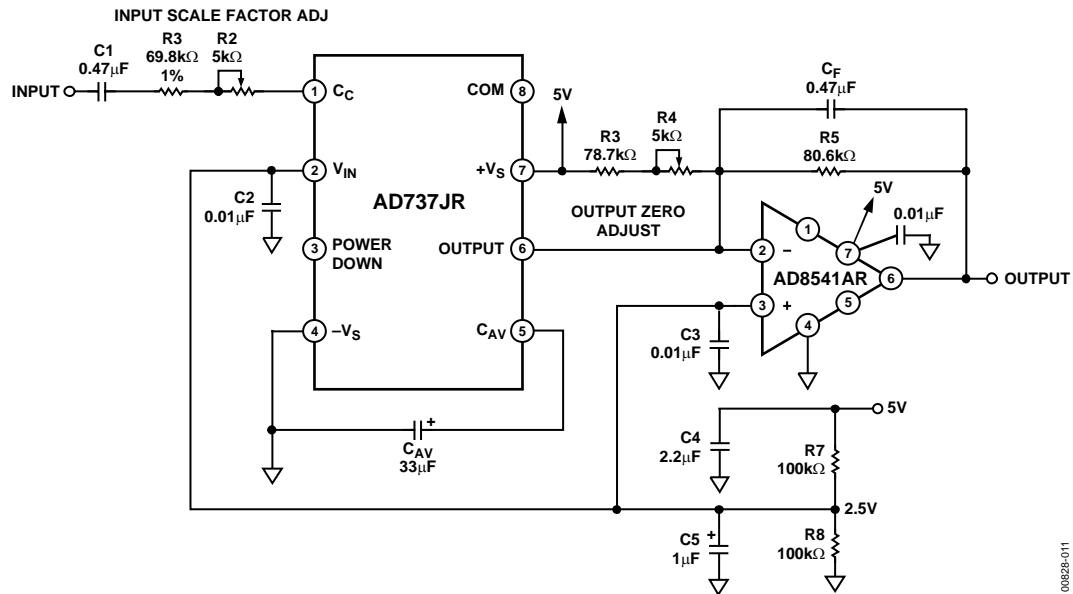 INPUT SCALE FACTOR ADJ
C1
0.47µF
R3
69.8kΩ
1%
R2
5kΩ
INPUT
1
CC
COM
8
2
VIN
+VS
7
C2
0.01µF
AD737JR
3
POWER
DOWN
OUTPUT
6
4
–VS
CAV
5
CAV
33µF
+
5V
R3
78.7kΩ
R4
5kΩ
OUTPUT ZERO
ADJUST
CF
0.47µF
R5
80.6kΩ
5V
0.01µF
1
7
2
–
AD8541AR
6
OUTPUT
3
+
5
4
C3
0.01µF
5V
C4
2.2µF
R7
100kΩ
2.5V
C5
1µF
+
R8
100kΩ
00828-011